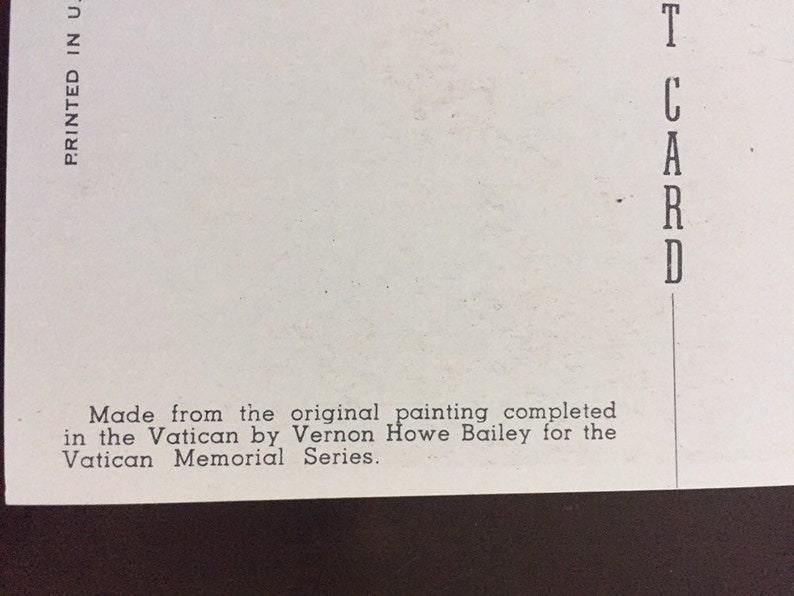 PRINTED IN U.
T CARD
Made from the original painting completed
in the Vatican by Vernon Howe Bailey for the
Vatican Memorial Series.